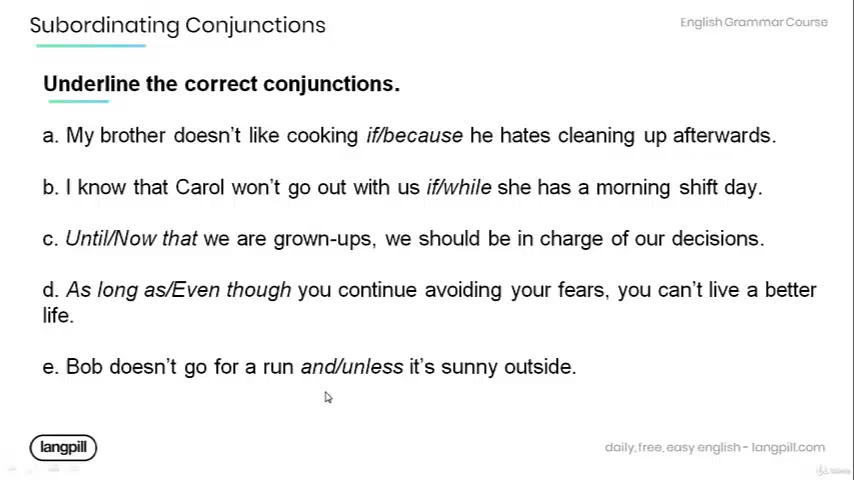 Subordinating Conjunctions
English Grammar Course
Underline the correct conjunctions.
a. My brother doesn't like cooking if/because he hates cleaning up afterwards.
b. I know that Carol won't go out with us if/while she has a morning shift day.
c. Until/Now that we are grown-ups, we should be in charge of our decisions.
d. As long as/Even though you continue avoiding your fears, you can't live a better
life.
e. Bob doesn't go for a run and/unless it's sunny outside.
langpill
daily, free, easy english - langpill.com